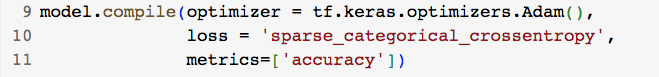 9 model.compile(optimizer = tf.keras.optimizers.Adam(),
10 loss = 'sparse_categorical_crossentropy',
11 metrics=['accuracy'])